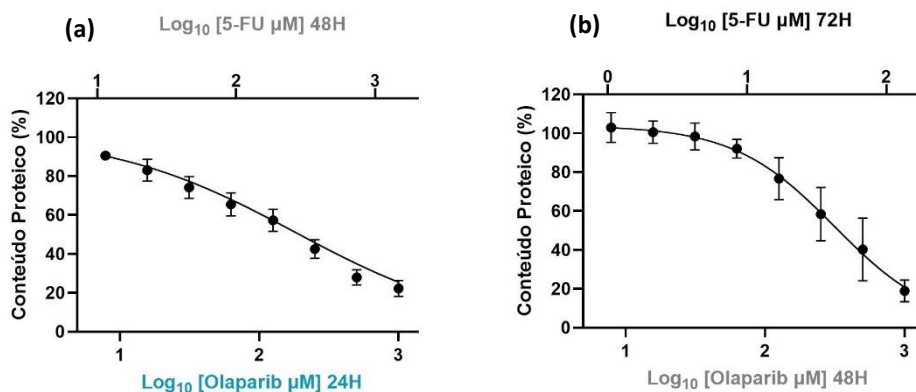 (a)
Log₁₀ [5-FU µM] 48H
1 2 3
Conteúdo Proteico (%)
120
100
80
60
40
20
0
1 2 3
Log₁₀ [Olaparib µM] 24H
(b)
Log₁₀ [5-FU µM] 72H
0 1 2
Conteúdo Proteico (%)
120
100
80
60
40
20
0
1 2 3
Log₁₀ [Olaparib µM] 48H